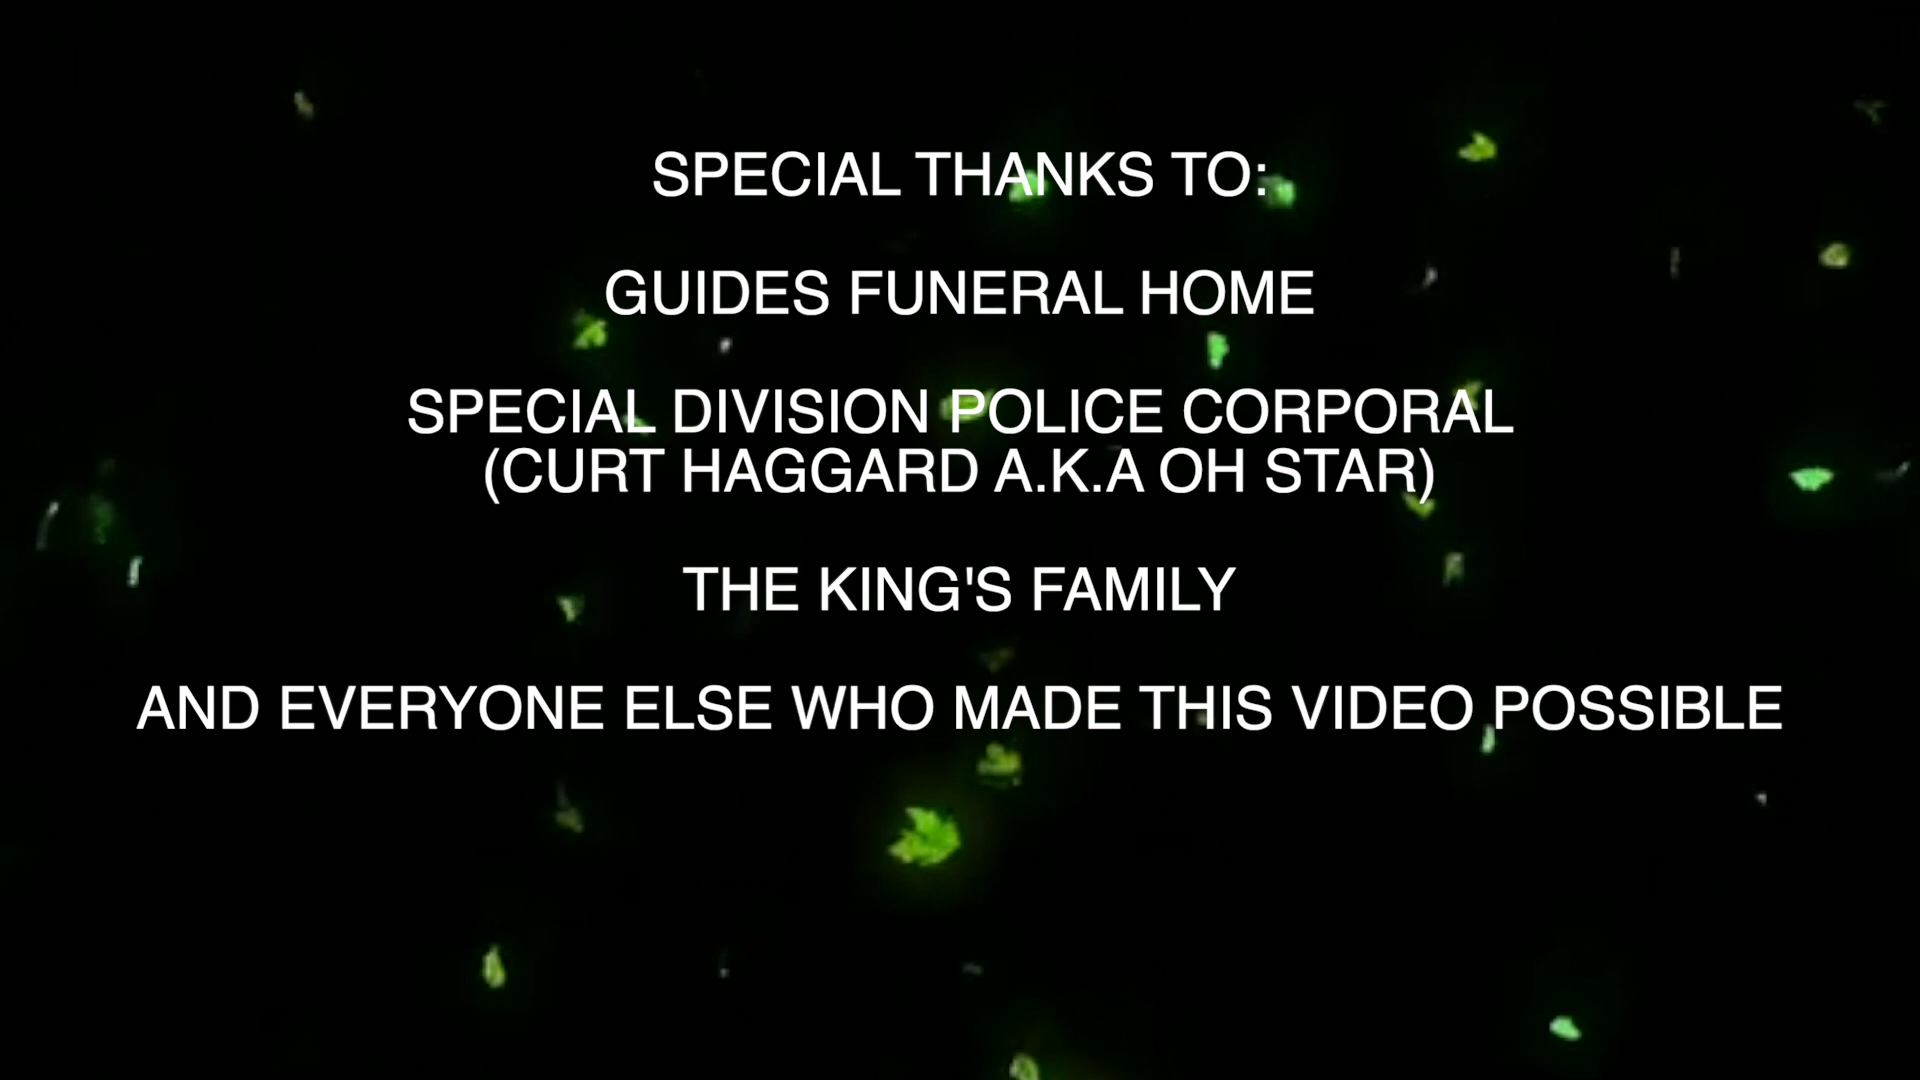 SPECIAL THANKS TO:
GUIDES FUNERAL HOME
SPECIAL DIVISION POLICE CORPORAL
(CURT HAGGARD A.K.A OH STAR)
THE KING'S FAMILY
AND EVERYONE ELSE WHO MADE THIS VIDEO POSSIBLE